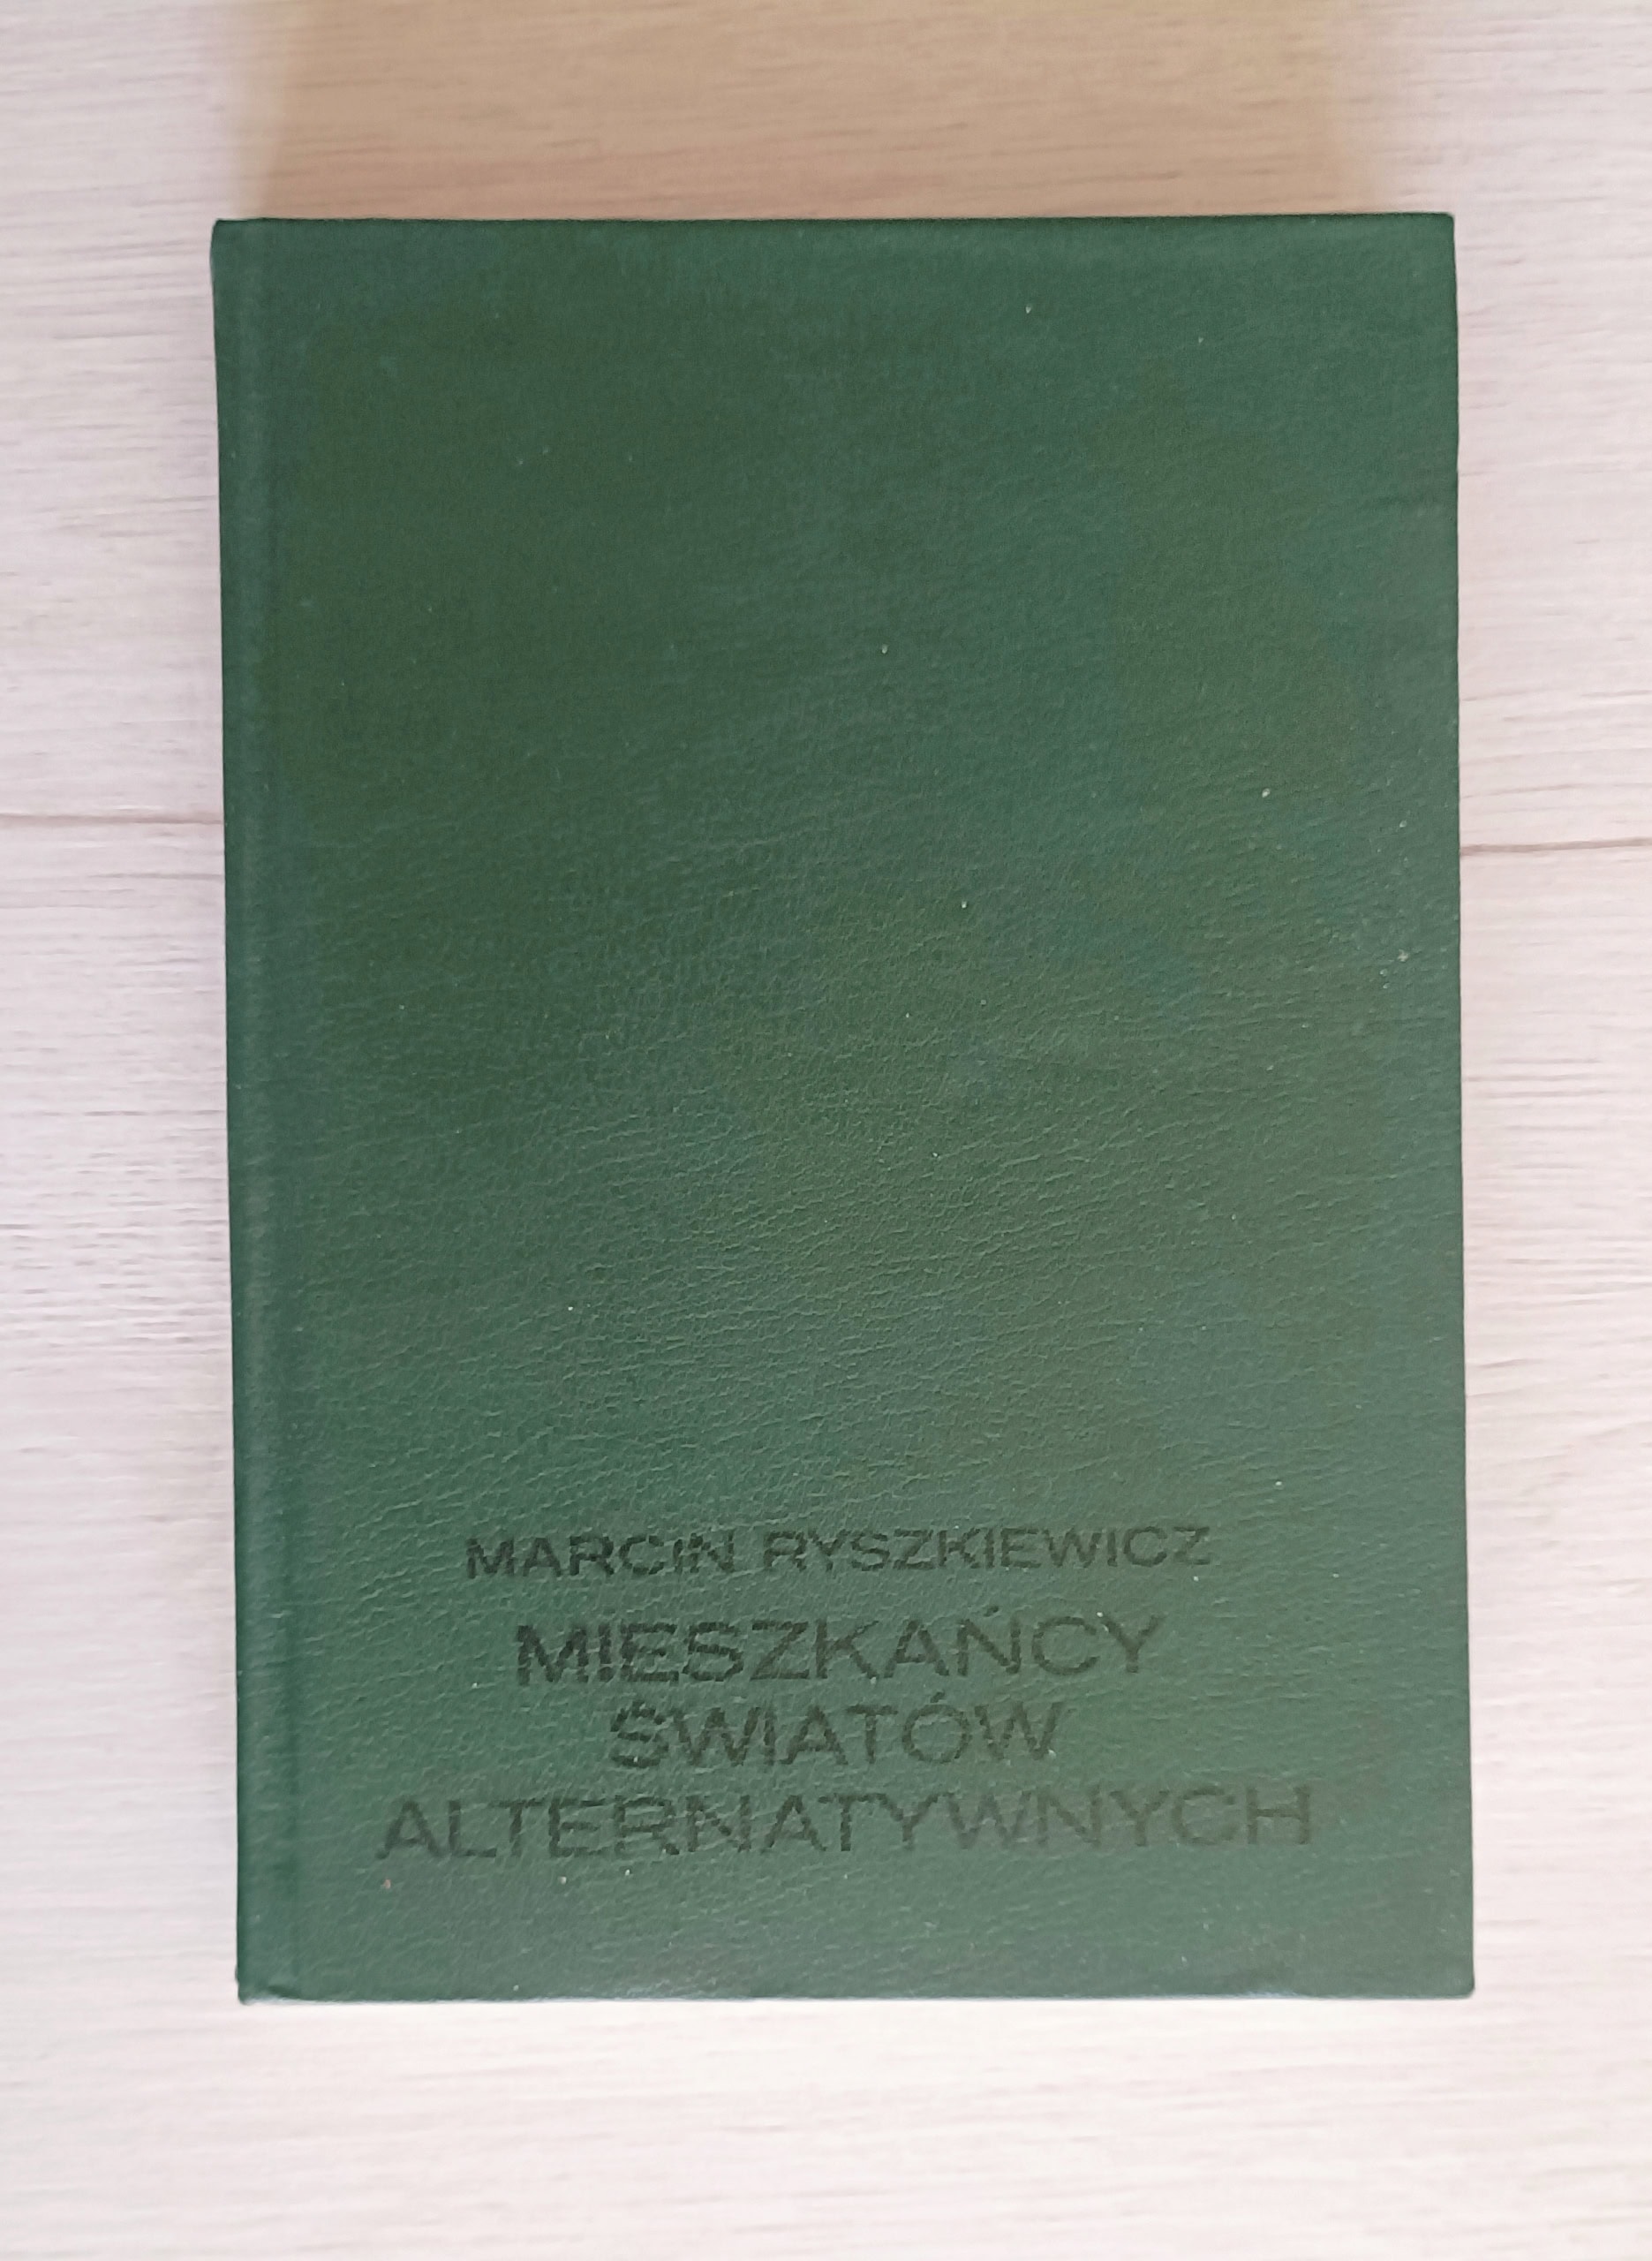 MARCIN RYSZKIEWICZ
MIESZKAŃCY
ŚWIATÓW
ALTERNATYWNYCH